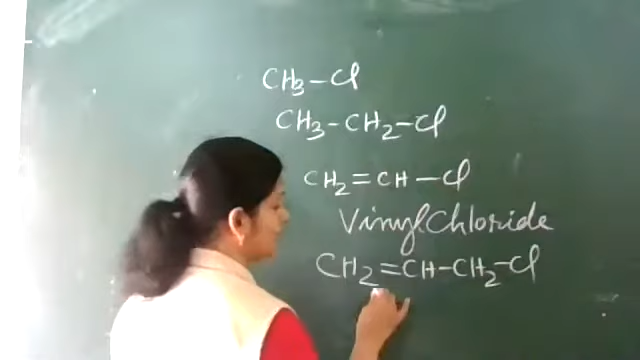 CH3-Cl
CH3-CH2-Cl
CH2=CH-Cl
Vinyl Chloride
CH2=CH-CH2-Cl